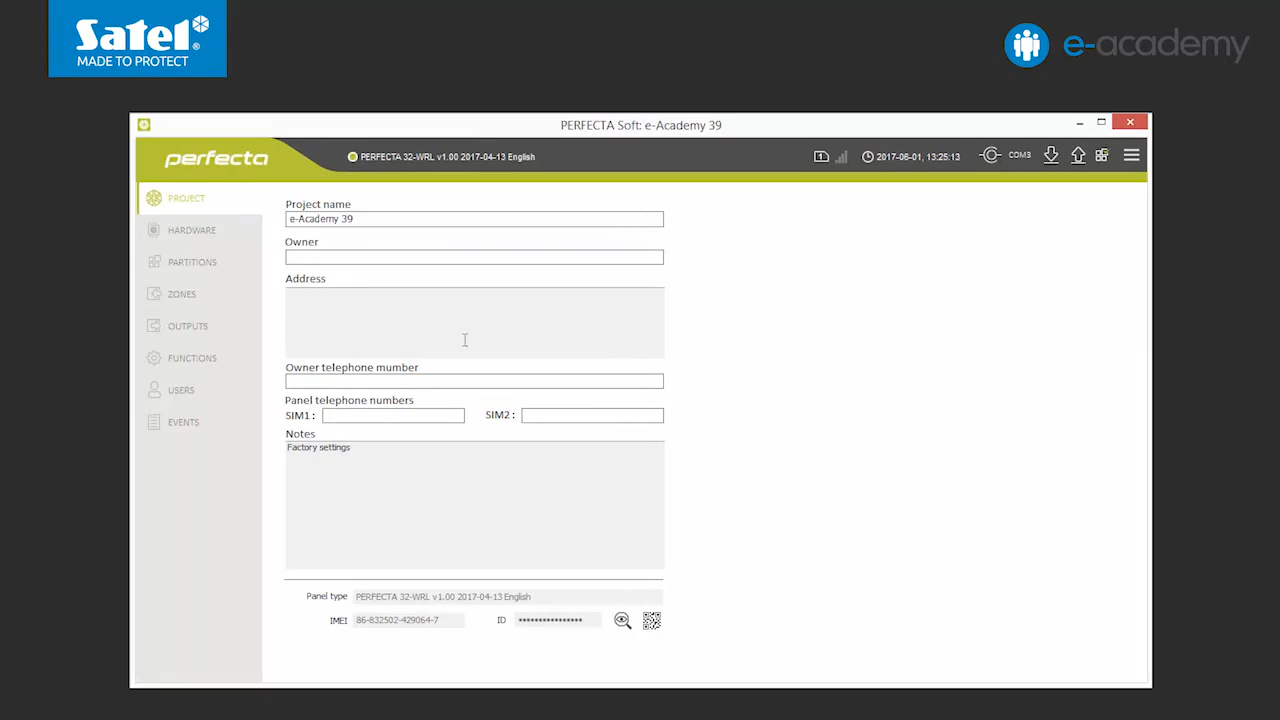 Satel®
MADE TO PROTECT
e-academy
PERFECTA Soft: e-Academy 39
perfecta
PERFECTA 32-WRL v1.00 2017-04-13 English
1
2017-06-01, 13:25:13
COM3
PROJECT
HARDWARE
PARTITIONS
ZONES
OUTPUTS
FUNCTIONS
USERS
EVENTS
Project name
e-Academy 39
Owner
Address
Owner telephone mumber
Panel telephone numbers
SIM1 :
SIM2 :
Notes
Factory settings
Panel type
PERFECTA 32-WRL v1.00 2017-04-13 English
IMEI
86-832502-429064-7
ID
****************